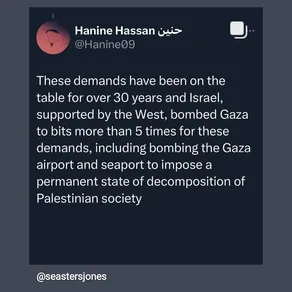 Hanine Hassan حنين
@Hanine09
These demands have been on the
table for over 30 years and Israel,
supported by the West, bombed Gaza
to bits more than 5 times for these
demands, including bombing the Gaza
airport and seaport to impose a
permanent state of decomposition of
Palestinian society
@seastersjones